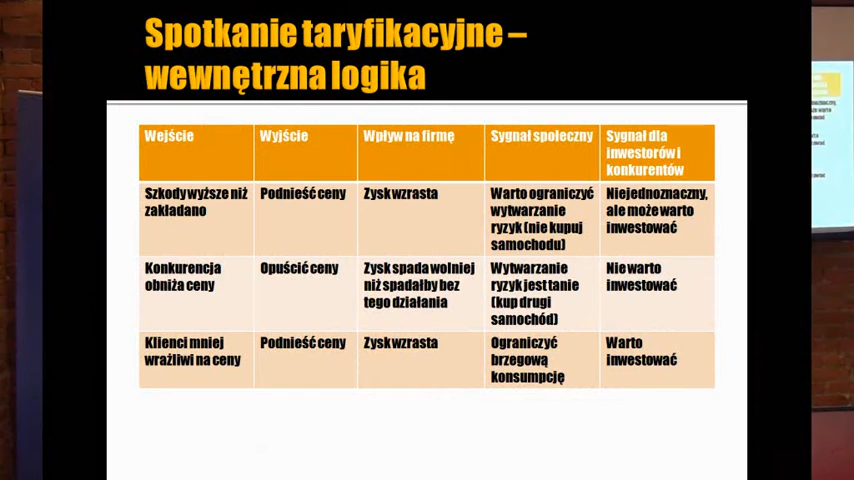 Spotkanie taryfikacyjne –
wewnętrzna logika
Wejście
Wyjście
Wpływ na firmę
Sygnał społeczny
Sygnał dla
inwestorów i
konkurentów
Szkody wyższe niż
zakładano
Podnieść ceny
Zysk wzrasta
Warto ograniczyć
wytwarzanie
ryzyk (nie kupuj
samochodu)
Niejednoznaczny,
ale może warto
inwestować
Konkurencja
obniża ceny
Opuścić ceny
Zysk spada wolniej
niż spadałby bez
tego działania
Wytwarzanie
ryzyk jest tanie
(kup drugi
samochód)
Nie warto
inwestować
Klienci mniej
wrażliwi na ceny
Podnieść ceny
Zysk wzrasta
Ograniczyć
brzegową
konsumpcję
Warto
inwestować